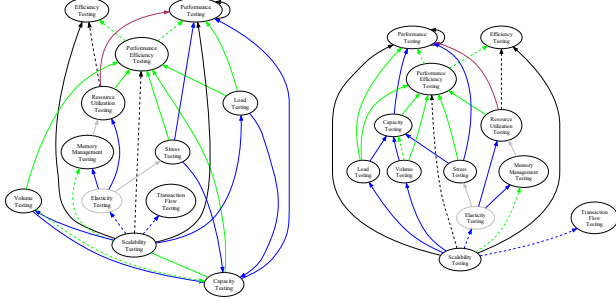 Efficiency
Testing
Performance
Testing
Performance
Efficiency
Testing
Resource
Utilization
Testing
Load
Testing
Memory
Management
Testing
Stress
Testing
Volume
Testing
Elasticity
Testing
Transaction
Flow Testing
Scalability
Testing
Capacity
Testing
Performance
Testing
Efficiency
Testing
Performance
Efficiency
Testing
Capacity
Testing
Resource
Utilization
Testing
Load
Testing
Volume
Testing
Stress
Testing
Memory
Management Testing
Elasticity
Testing
Transaction
Flow Testing
Scalability
Testing